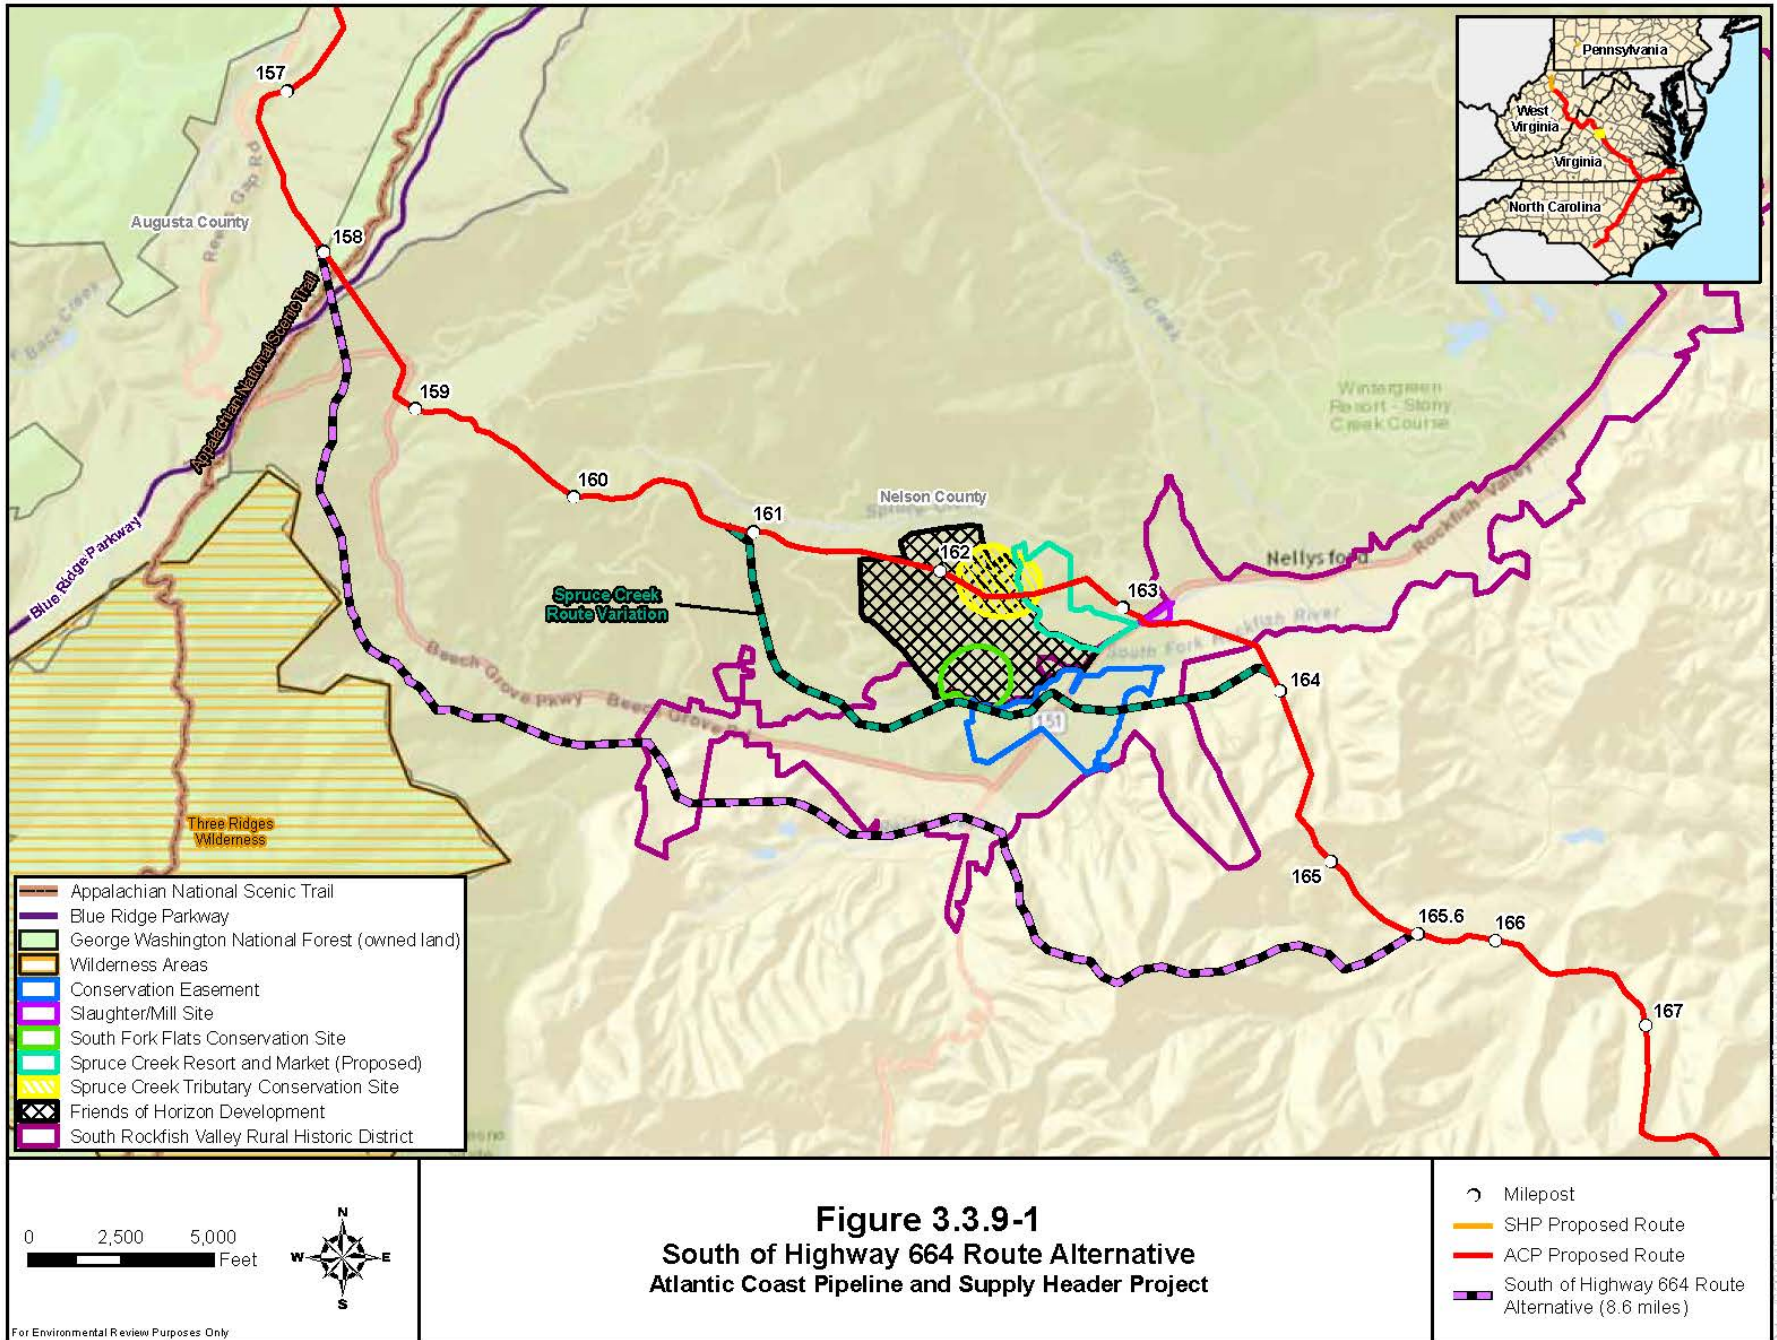 157
Augusta County
Reeds Gap Rd
Back Creek
158
Appalachian National Scenic Trail
Blue Ridge Parkway
159
160
161
Nelson County
Spruce Creek
162
163
Stony Creek
Wintergreen
Resort - Stony
Creek Course
Rockfish Valley Hwy
Nellysford
South Fork Rockfish River
Spruce Creek
Route Variation
Beech Grove Pkwy
Beech Grove Rd
151
164
165
165.6
166
167
Three Ridges
Wilderness
Pennsylvania
West
Virginia
Virginia
North Carolina
Appalachian National Scenic Trail
Blue Ridge Parkway
George Washington National Forest (owned land)
Wilderness Areas
Conservation Easement
Slaughter/Mill Site
South Fork Flats Conservation Site
Spruce Creek Resort and Market (Proposed)
Spruce Creek Tributary Conservation Site
Friends of Horizon Development
South Rockfish Valley Rural Historic District
0 2,500 5,000
Feet
N
W E
S
For Environmental Review Purposes Only
Figure 3.3.9-1
South of Highway 664 Route Alternative
Atlantic Coast Pipeline and Supply Header Project
Milepost
SHP Proposed Route
ACP Proposed Route
South of Highway 664 Route
Alternative (8.6 miles)